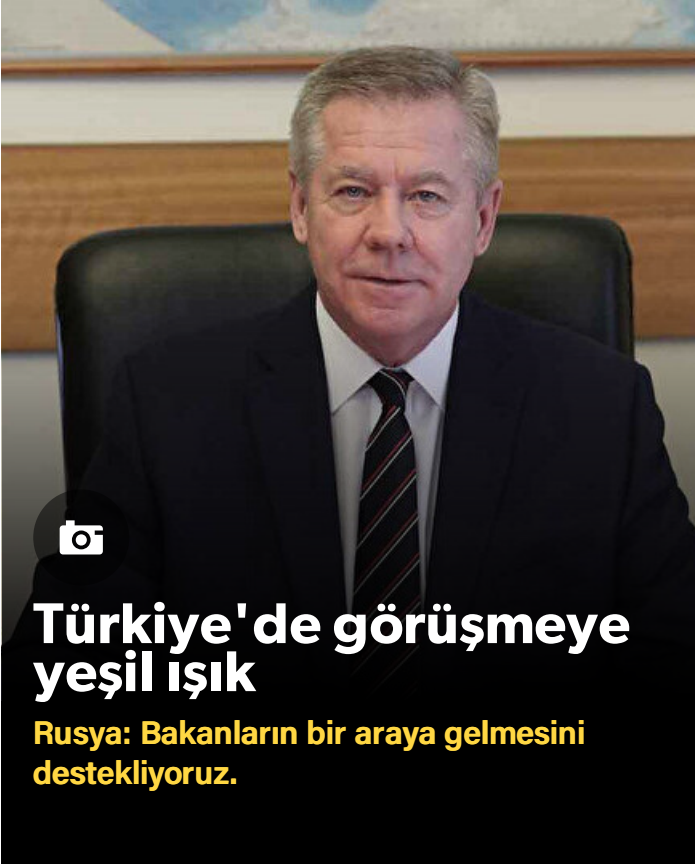 Türkiye'de görüşmeye
yeşil ışık
Rusya: Bakanların bir araya gelmesini
destekliyoruz.